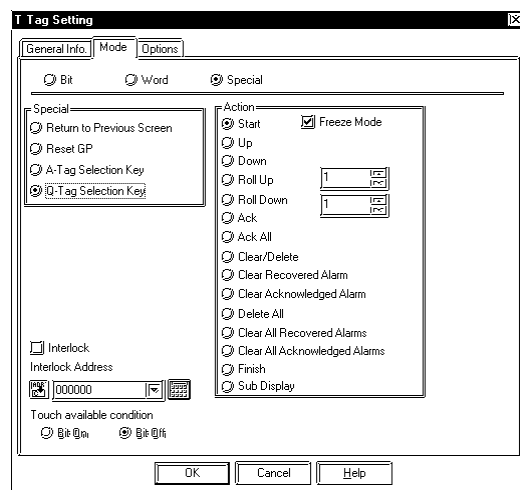 T Tag Setting
General Info. Mode Options
Bit Word Special
Special
Return to Previous Screen
Reset GP
A-Tag Selection Key
Q-Tag Selection Key
Action
Start Freeze Mode
Up
Down
Roll Up 1
Roll Down 1
Ack
Ack All
Clear/Delete
Clear Recovered Alarm
Clear Acknowledged Alarm
Delete All
Clear All Recovered Alarms
Clear All Acknowledged Alarms
Finish
Sub Display
Interlock
Interlock Address
000000
Touch available condition
Bit On Bit Off
OK Cancel Help